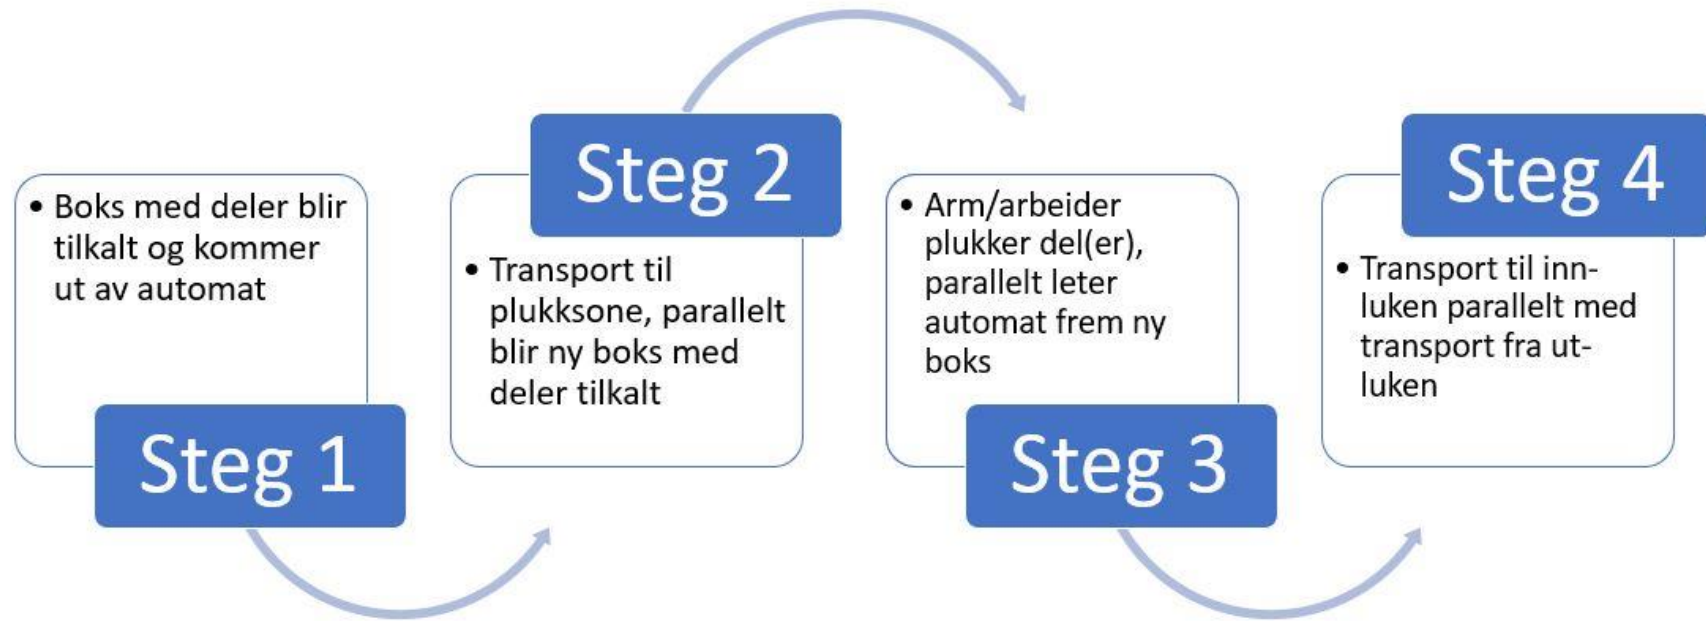 • Boks med deler blir
tilkalt og kommer
ut av automat
Steg 1
Steg 2
• Transport til
plukksone, parallelt
blir ny boks med
deler tilkalt
• Arm/arbeider
plukker del(er),
parallelt leter
automat frem ny
boks
Steg 3
Steg 4
• Transport til inn-
luken parallelt med
transport fra ut-
luken